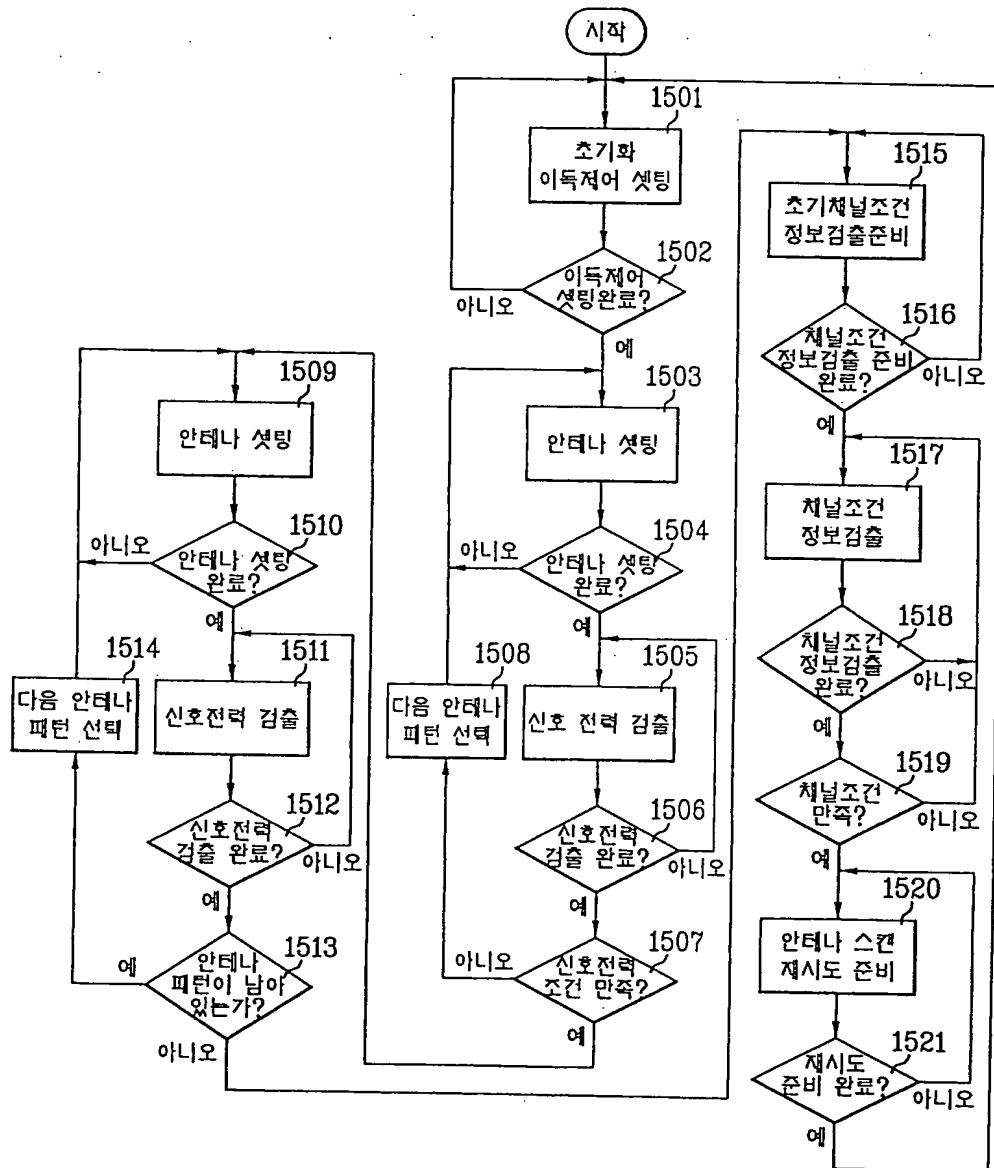 시작
1501
초기화
이득제어 셋팅
1502
이득제어
셋팅완료?
아니오
예
1503
안테나 셋팅
1504
아니오
안테나 셋팅
완료?
예
1508
다음 안테나
패턴 선택
1505
신호 전력 검출
1506
신호전력
검출 완료?
아니오
예
1507
아니오
신호전력
조건 만족?
예
1509
안테나 셋팅
1510
아니오
안테나 셋팅
완료?
예
1514
다음 안테나
패턴 선택
1511
신호전력 검출
1512
신호전력
검출 완료?
아니오
예
1513
예
안테나
패턴이 남아
있는가?
아니오
1515
초기채널조건
정보검출준비
1516
채널조건
정보검출 준비
완료?
아니오
예
1517
채널조건
정보검출
1518
채널조건
정보검출
완료?
아니오
예
1519
채널조건
만족?
아니오
예
1520
안테나 스캔
재시도 준비
1521
재시도
준비 완료?
아니오
예